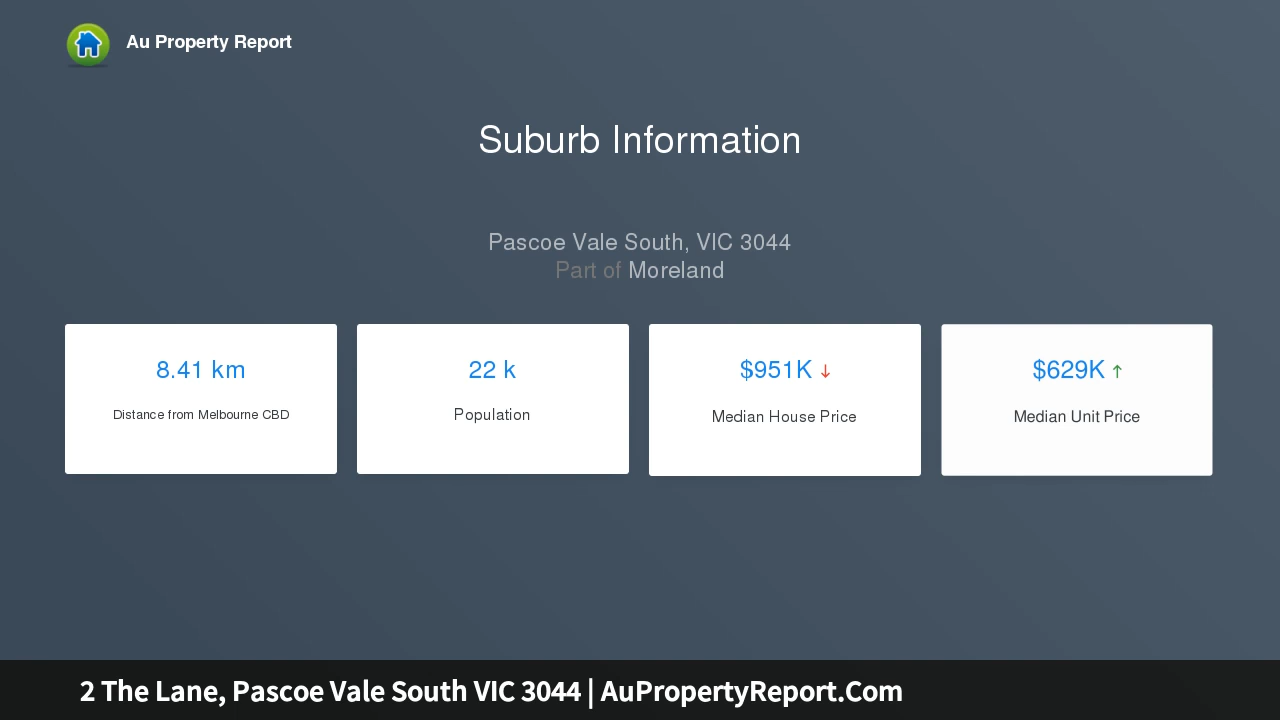 Au Property Report
Suburb Information
Pascoe Vale South, VIC 3044
Part of Moreland
8.41 km
Distance from Melbourne CBD
22 k
Population
$951K ↓
Median House Price
$629K ↑
Median Unit Price
2 The Lane, Pascoe Vale South VIC 3044 | AuPropertyReport.Com